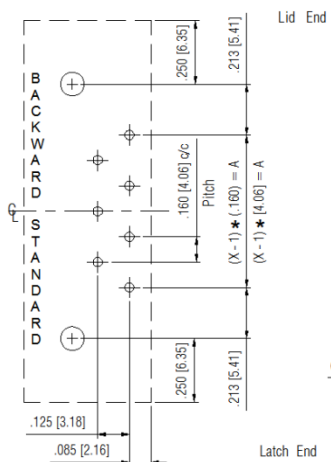 Lid End
.250 [6.35]
.213 [5.41]
BACKWARD STANDARD
℄
.160 [4.06] c/c
Pitch
(X - 1) * (.160) = A
(X - 1) * [4.06] = A
.250 [6.35]
.213 [5.41]
.125 [3.18]
.085 [2.16]
Latch End